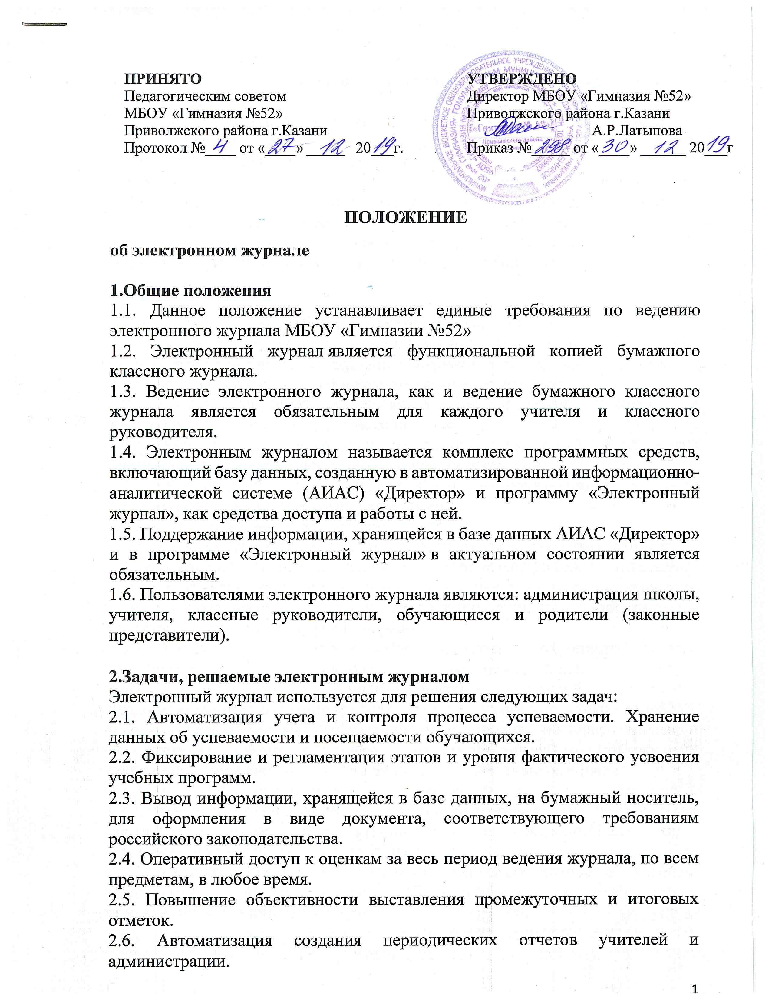 ПРИНЯТО
Педагогическим советом
МБОУ «Гимназия №52»
Приволжского района г.Казани
Протокол № 4 от «27» 12 2019г.
УТВЕРЖДЕНО
Директор МБОУ «Гимназия №52»
Приволжского района г.Казани
А.Р.Латыпова
Приказ № 298 от «30» 12 2019г
ПОЛОЖЕНИЕ
об электронном журнале
1.Общие положения
1.1. Данное положение устанавливает единые требования по ведению
электронного журнала МБОУ «Гимназии №52»
1.2. Электронный журнал является функциональной копией бумажного
классного журнала.
1.3. Ведение электронного журнала, как и ведение бумажного классного
журнала является обязательным для каждого учителя и классного
руководителя.
1.4. Электронным журналом называется комплекс программных средств,
включающий базу данных, созданную в автоматизированной информационно-
аналитической системе (АИАС) «Директор» и программу «Электронный
журнал», как средства доступа и работы с ней.
1.5. Поддержание информации, хранящейся в базе данных АИАС «Директор»
и в программе «Электронный журнал» в актуальном состоянии является
обязательным.
1.6. Пользователями электронного журнала являются: администрация школы,
учителя, классные руководители, обучающиеся и родители (законные
представители).
2.Задачи, решаемые электронным журналом
Электронный журнал используется для решения следующих задач:
2.1. Автоматизация учета и контроля процесса успеваемости. Хранение
данных об успеваемости и посещаемости обучающихся.
2.2. Фиксирование и регламентация этапов и уровня фактического усвоения
учебных программ.
2.3. Вывод информации, хранящейся в базе данных, на бумажный носитель,
для оформления в виде документа, соответствующего требованиям
российского законодательства.
2.4. Оперативный доступ к оценкам за весь период ведения журнала, по всем
предметам, в любое время.
2.5. Повышение объективности выставления промежуточных и итоговых
отметок.
2.6. Автоматизация создания периодических отчетов учителей и
администрации.
1